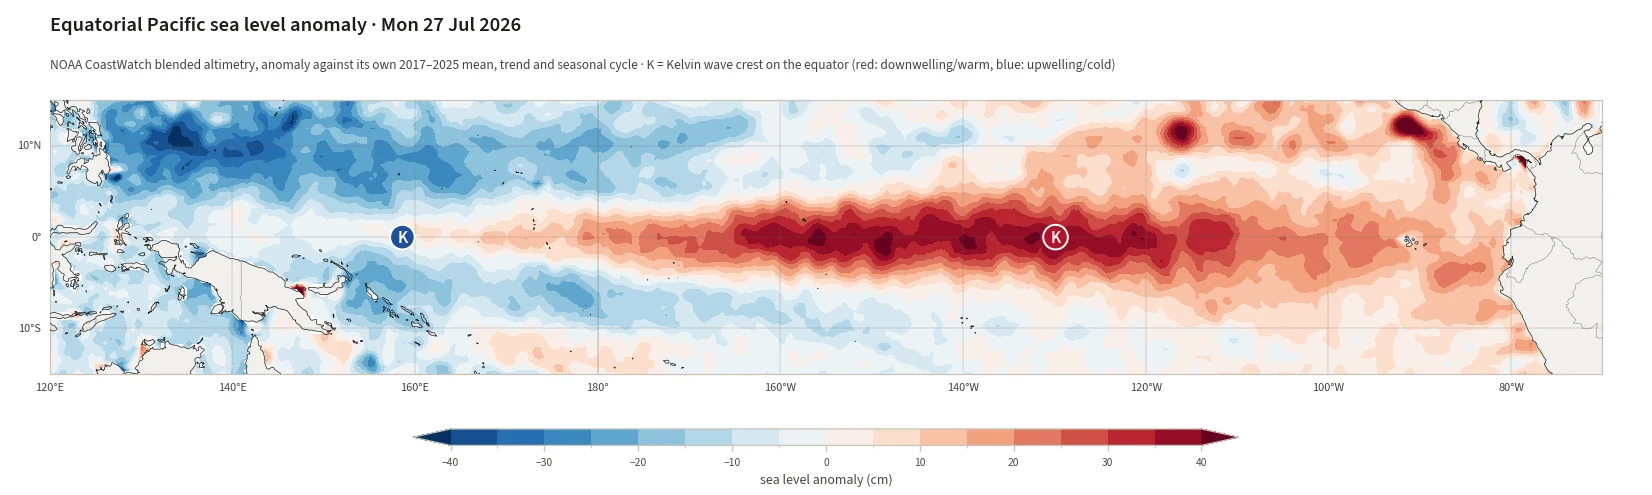 Equatorial Pacific sea level anomaly · Mon 27 Jul 2026
NOAA CoastWatch blended altimetry, anomaly against its own 2017–2025 mean, trend and seasonal cycle · K = Kelvin wave crest on the equator (red: downwelling/warm, blue: upwelling/cold)
10°N
0°
K K
10°S
120°E 140°E 160°E 180° 160°W 140°W 120°W 100°W 80°W
−40 −30 −20 −10 0 10 20 30 40
sea level anomaly (cm)